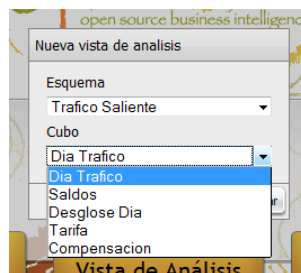 open source business intelligenc
Nueva vista de analisis
Esquema
Trafico Saliente
Cubo
Dia Trafico
Dia Trafico
Saldos
Desglose Dia
Tarifa
Compensacion
Vista de Análisis